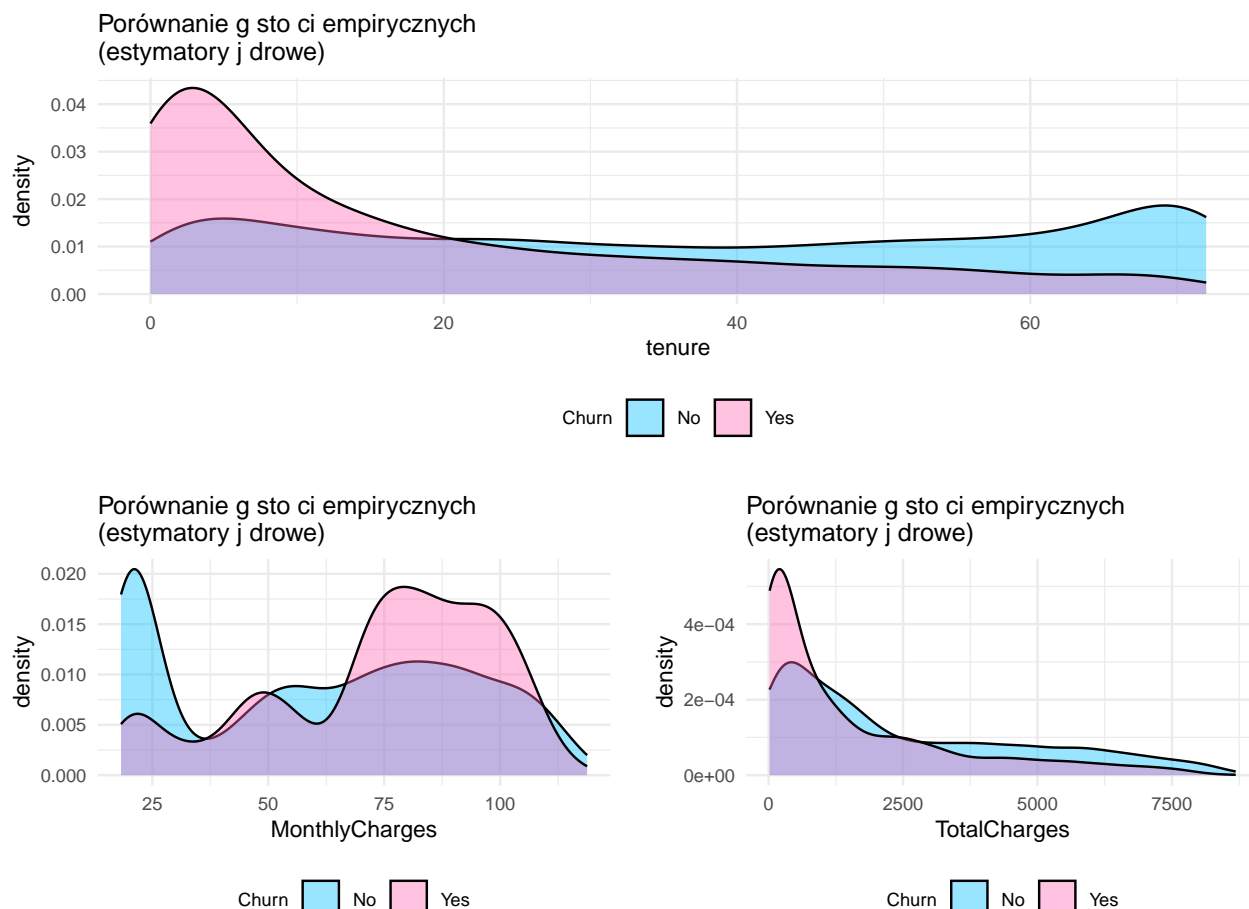 Porównanie g sto ci empirycznych
(estymatory j drowe)
0.04
0.03
0.02
0.01
0.00
density
0 20 40 60
tenure
Churn No Yes
Porównanie g sto ci empirycznych
(estymatory j drowe)
0.020
0.015
0.010
0.005
0.000
density
25 50 75 100
MonthlyCharges
Churn No Yes
Porównanie g sto ci empirycznych
(estymatory j drowe)
4e−04
2e−04
0e+00
density
0 2500 5000 7500
TotalCharges
Churn No Yes